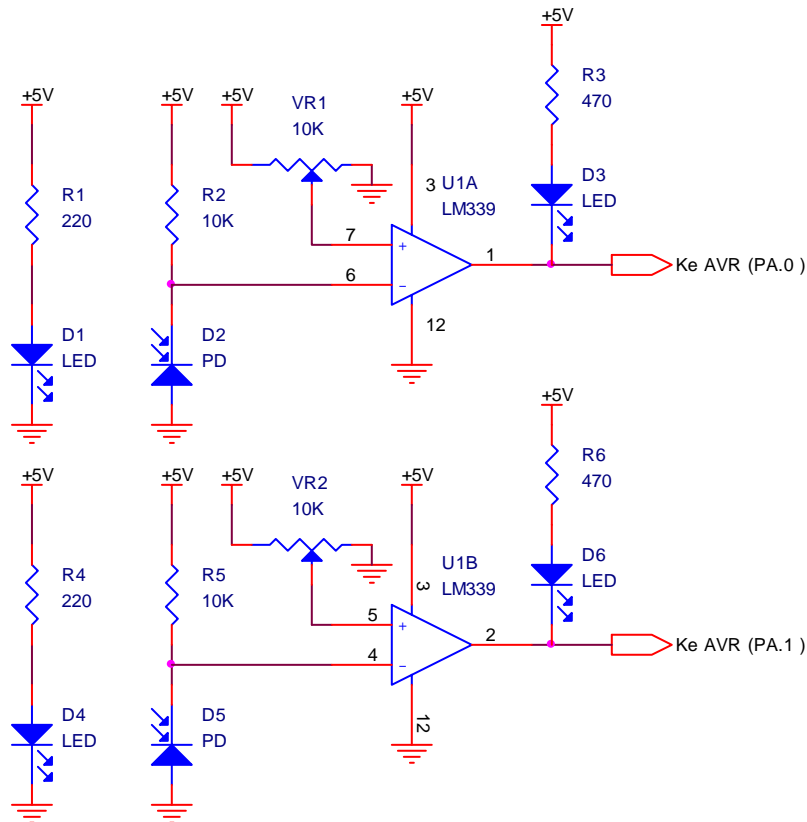 +5V
R3
470
+5V
+5V
+5V
+5V
VR1
10K
R1
220
R2
10K
3
U1A
LM339
D3
LED
7
+
6
−
1
Ke AVR (PA.0 )
12
D1
LED
D2
PD
+5V
R6
470
+5V
+5V
+5V
+5V
VR2
10K
R4
220
R5
10K
3
U1B
LM339
D6
LED
5
+
4
−
2
Ke AVR (PA.1 )
12
D4
LED
D5
PD